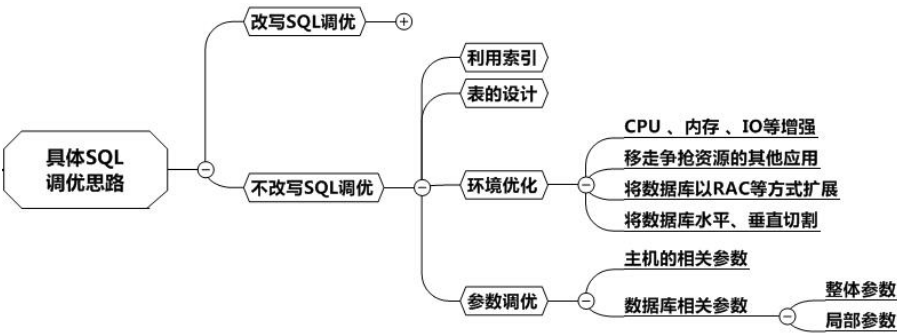 具体SQL
调优思路
改写SQL调优
不改写SQL调优
利用索引
表的设计
环境优化
CPU 、内存 、IO等增强
移走争抢资源的其他应用
将数据库以RAC等方式扩展
将数据库水平、垂直切割
参数调优
主机的相关参数
数据库相关参数
整体参数
局部参数